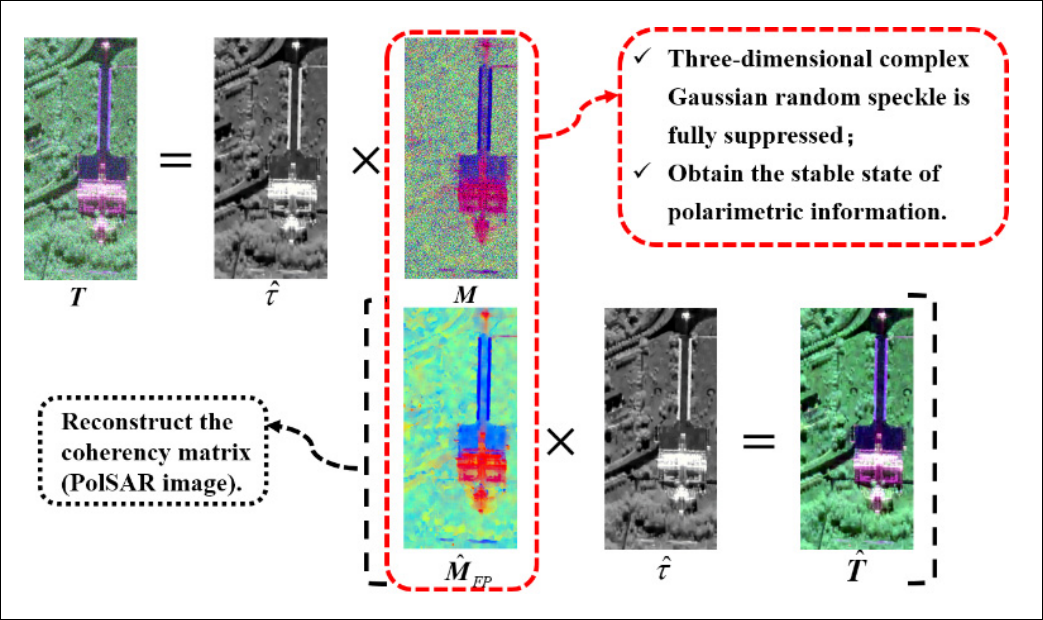 ✓ Three-dimensional complex
Gaussian random speckle is
fully suppressed;
✓ Obtain the stable state of
polarimetric information.
=
×
T
τ̂
M
Reconstruct the
coherency matrix
(PolSAR image).
×
=
M̂_FP
τ̂
T̂